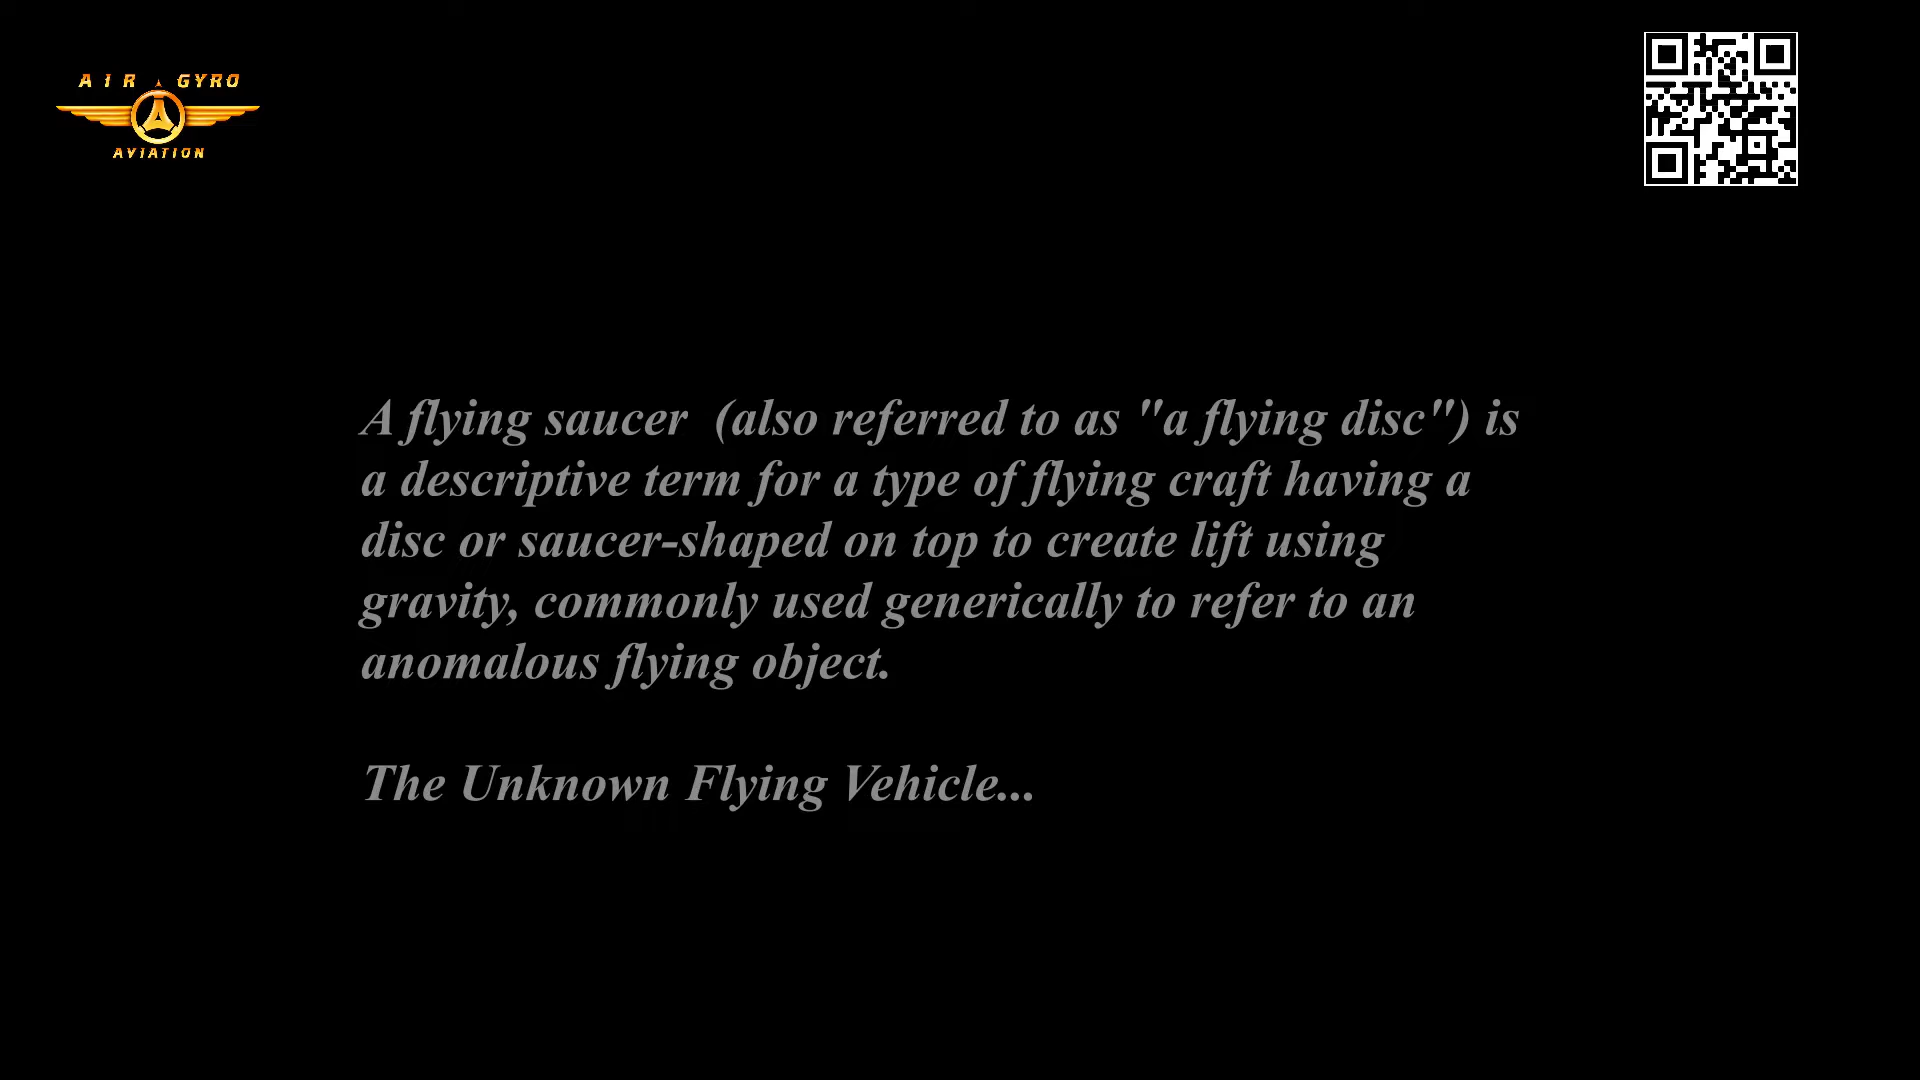 AIR GYRO
AVIATION
A flying saucer (also referred to as "a flying disc") is
a descriptive term for a type of flying craft having a
disc or saucer-shaped on top to create lift using
gravity, commonly used generically to refer to an
anomalous flying object.
The Unknown Flying Vehicle...